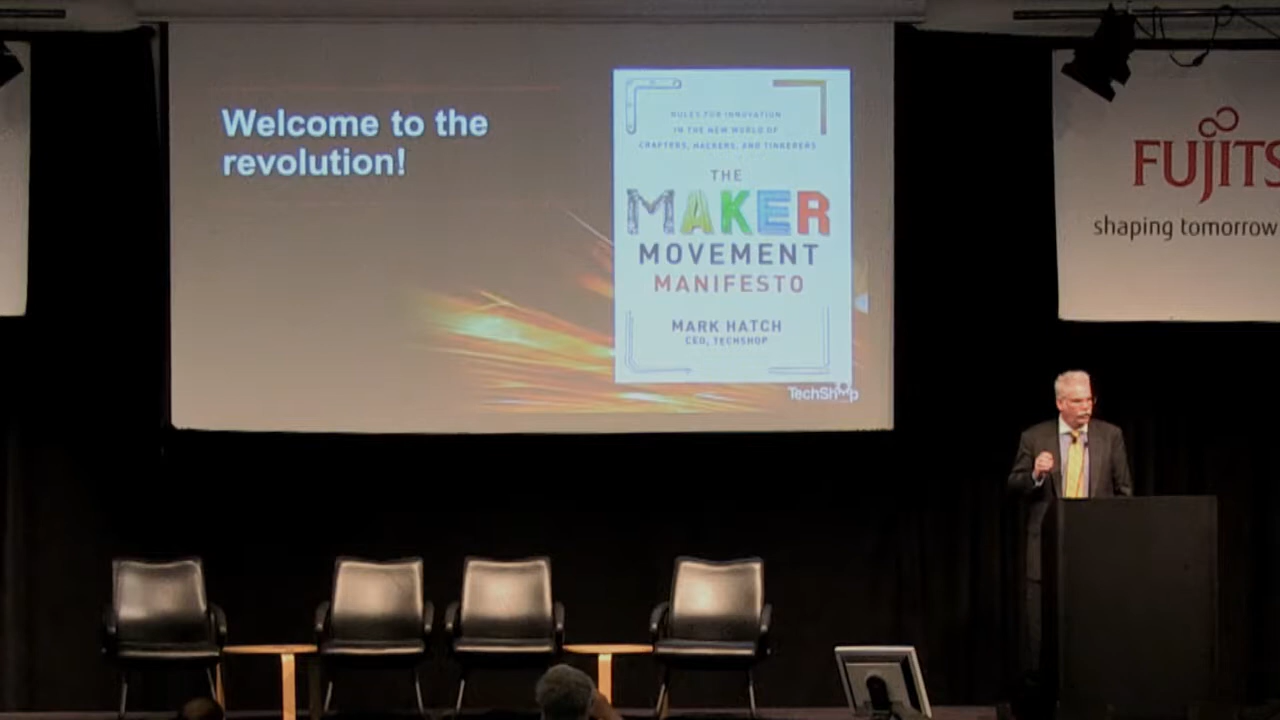 Welcome to the
revolution!
RULES FOR INNOVATION
IN THE NEW WORLD OF
CRAFTERS, HACKERS, AND TINKERERS
THE
MAKER
MOVEMENT
MANIFESTO
MARK HATCH
CEO, TECHSHOP
TechShop
FUJITS
shaping tomorrow